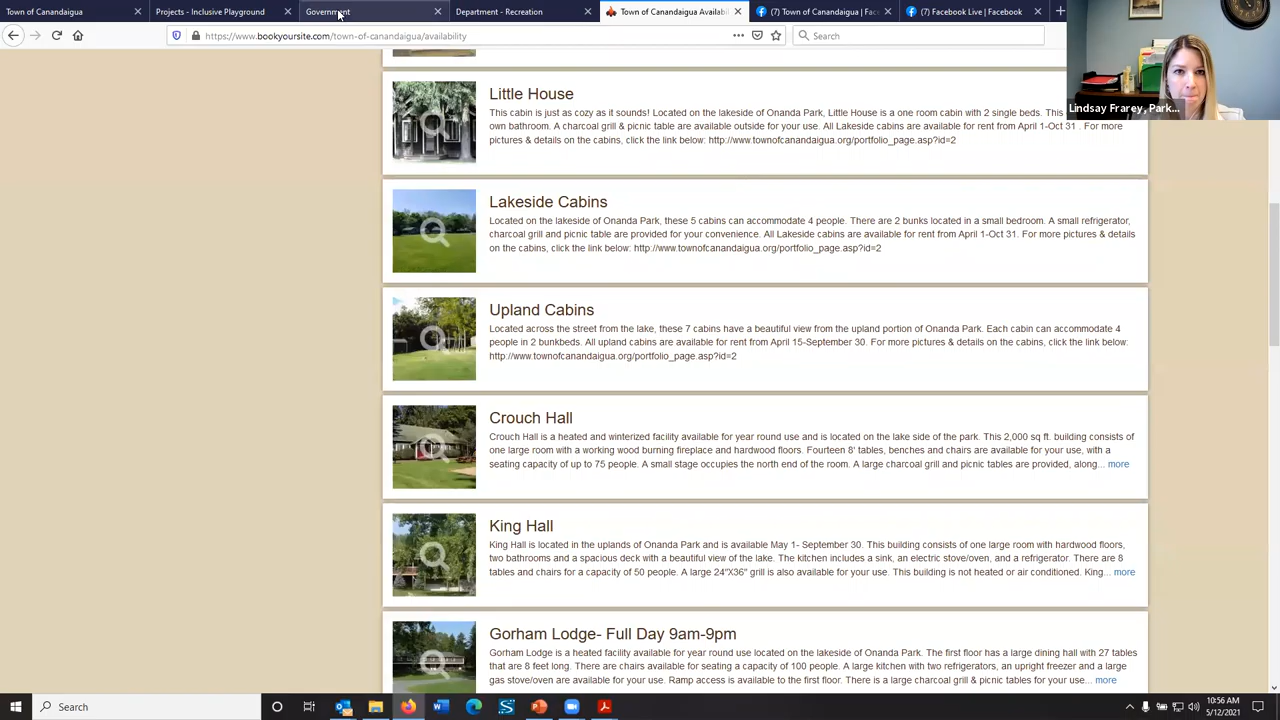 Town of Canandaigua
Projects - Inclusive Playground
Government
Department - Recreation
Town of Canandaigua Availabi
(7) Town of Canandaigua | Face
(7) Facebook Live | Facebook
https://www.bookyoursite.com/town-of-canandaigua/availability
Search
Lindsay Frarey, Park...
Little House
This cabin is just as cozy as it sounds! Located on the lakeside of Onanda Park, Little House is a one room cabin with 2 single beds. This
own bathroom. A charcoal grill & picnic table are available outside for your use. All Lakeside cabins are available for rent from April 1-Oct 31 . For more
pictures & details on the cabins, click the link below: http://www.townofcanandaigua.org/portfolio_page.asp?id=2
Lakeside Cabins
Located on the lakeside of Onanda Park, these 5 cabins can accommodate 4 people. There are 2 bunks located in a small bedroom. A small refrigerator,
charcoal grill and picnic table are provided for your convenience. All Lakeside cabins are available for rent from April 1-Oct 31. For more pictures & details
on the cabins, click the link below: http://www.townofcanandaigua.org/portfolio_page.asp?id=2
Upland Cabins
Located across the street from the lake, these 7 cabins have a beautiful view from the upland portion of Onanda Park. Each cabin can accommodate 4
people in 2 bunkbeds. All upland cabins are available for rent from April 15-September 30. For more pictures & details on the cabins, click the link below:
http://www.townofcanandaigua.org/portfolio_page.asp?id=2
Crouch Hall
Crouch Hall is a heated and winterized facility available for year round use and is located on the lake side of the park. This 2,000 sq ft. building consists of
one large room with a working wood burning fireplace and hardwood floors. Fourteen 8' tables, benches and chairs are available for your use, with a
seating capacity of up to 75 people. A small stage occupies the north end of the room. A large charcoal grill and picnic tables are provided, along... more
King Hall
King Hall is located in the uplands of Onanda Park and is available May 1- September 30. This building consists of one large room with hardwood floors,
two bathrooms and a spacious deck with a beautiful view of the lake. The kitchen includes a sink, an electric stove/oven, and a refrigerator. There are 8
tables and chairs for a capacity of 50 people. A large 24"X36" grill is also available for your use. This building is not heated or air conditioned. King... more
Gorham Lodge- Full Day 9am-9pm
Gorham Lodge is a heated facility available for year round use located on the lakeside of Onanda Park. The first floor has a large dining hall with 27 tables
that are 8 feet long. There are chairs available for seating a capacity of 100 people. A large kitchen with two refrigerators, an upright freezer and a large
gas stove/oven are available for your use. Ramp access is available to the first floor. There is a large charcoal grill & picnic tables for your use... more
Search
10:56 AM
5/12/2021